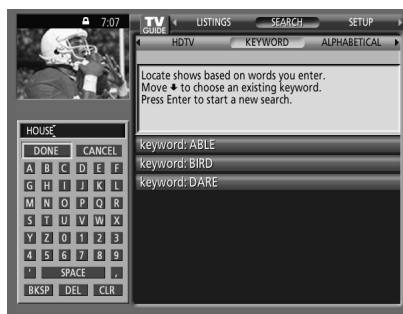 7:07
TV GUIDE LISTINGS SEARCH SETUP
HDTV KEYWORD ALPHABETICAL
Locate shows based on words you enter.
Move ↓ to choose an existing keyword.
Press Enter to start a new search.
HOUSE
DONE CANCEL
A B C D E F
G H I J K L
M N O P Q R
S T U V W X
Y Z 0 1 2 3
4 5 6 7 8 9
' SPACE ,
BKSP DEL CLR
keyword: ABLE
keyword: BIRD
keyword: DARE